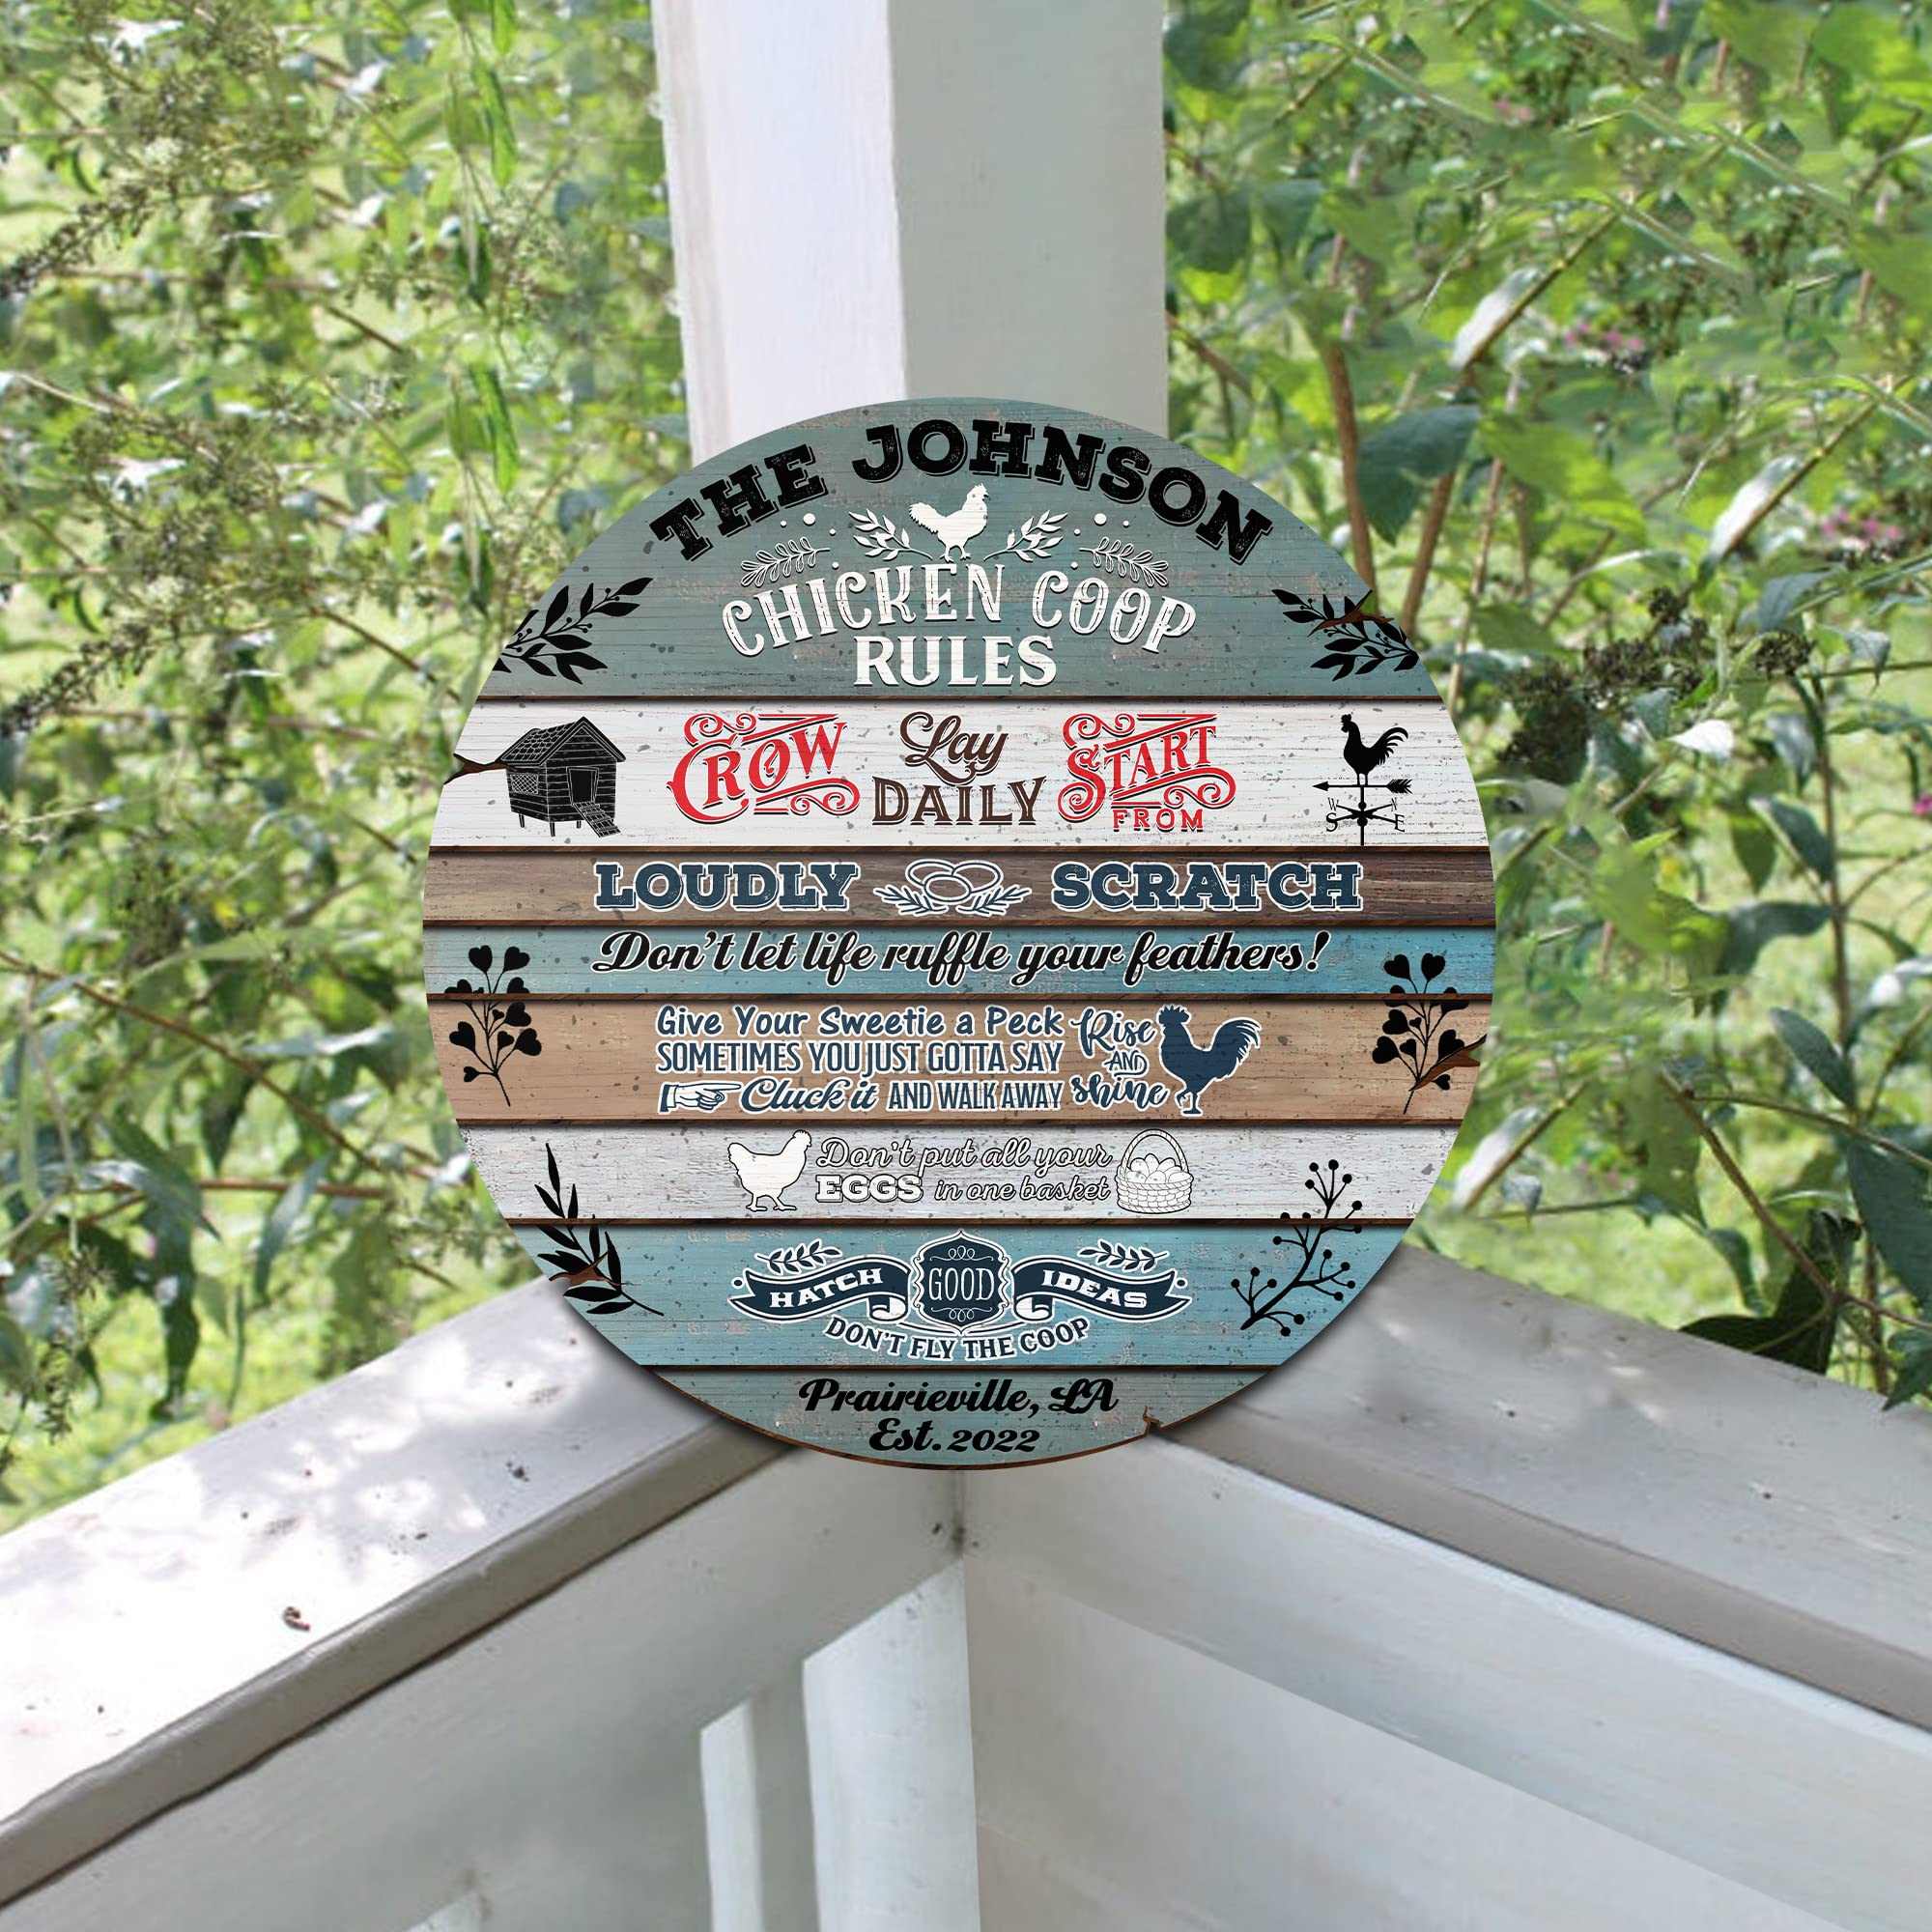 THE JOHNSON
CHICKEN COOP
RULES
CROW Lay DAILY START FROM
LOUDLY SCRATCH
Don't let life ruffle your feathers!
Give Your Sweetie a Peck
SOMETIMES YOU JUST GOTTA SAY
Cluck it AND WALK AWAY
Rise
AND
shine
Don't put all your
EGGS in one basket
HATCH GOOD IDEAS
DON'T FLY THE COOP
Prairieville, LA
Est. 2022
W N
S E